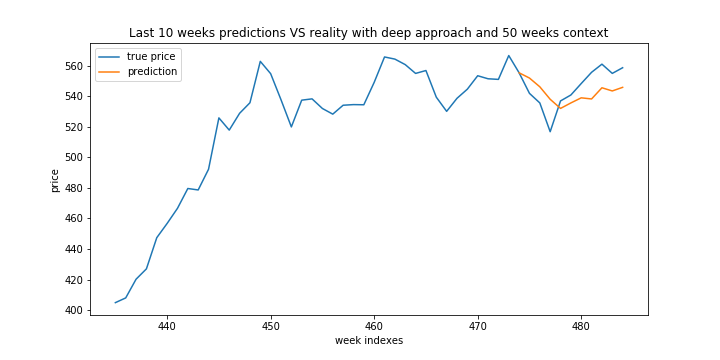 Last 10 weeks predictions VS reality with deep approach and 50 weeks context
true price
prediction
560
540
520
500
480
460
440
420
400
price
440
450
460
470
480
week indexes